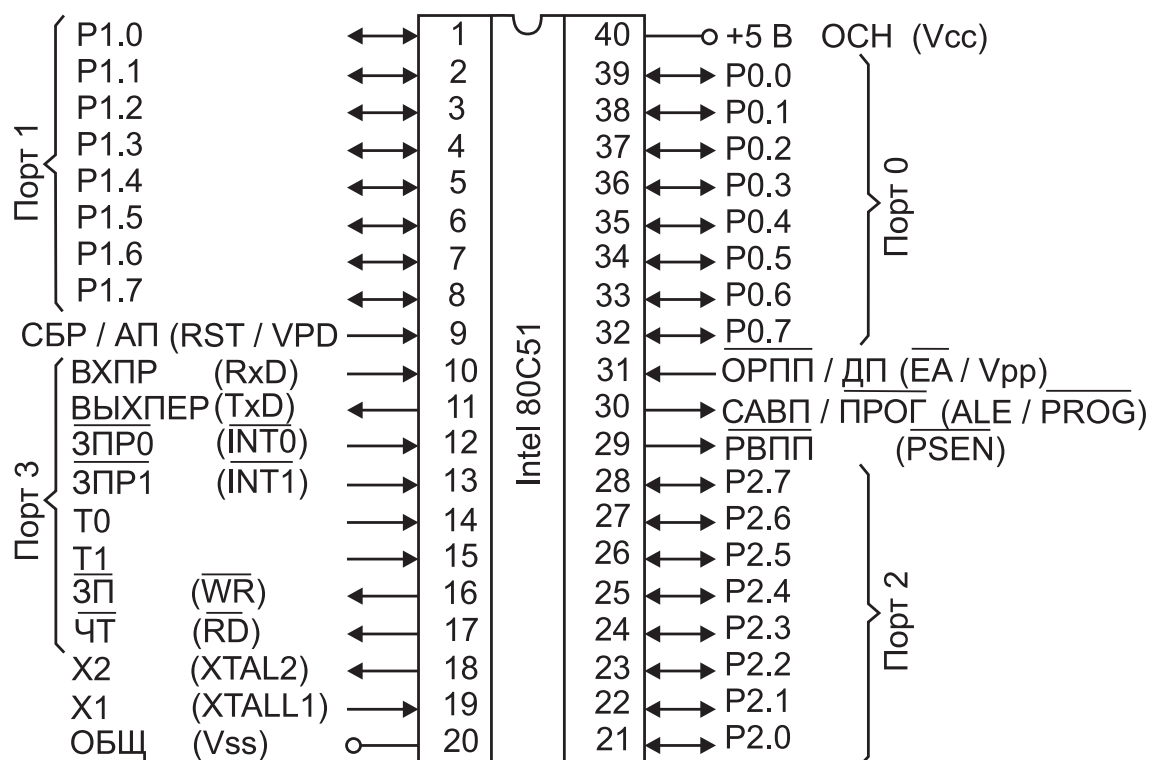 P1.0 1 40 +5 В ОСН (Vcc)
P1.1 2 39 P0.0
P1.2 3 38 P0.1
P1.3 4 37 P0.2
P1.4 5 36 P0.3
P1.5 6 35 P0.4
P1.6 7 34 P0.5
P1.7 8 33 P0.6
СБР / АП (RST / VPD 9 32 P0.7
ВХПР (RxD) 10 31 ОРПП / ДП (EA / Vpp)
ВЫХПЕР (TxD) 11 30 САВП / ПРОГ (ALE / PROG)
ЗПР0 (INT0) 12 29 РВПП (PSEN)
ЗПР1 (INT1) 13 28 P2.7
T0 14 27 P2.6
T1 15 26 P2.5
ЗП (WR) 16 25 P2.4
ЧТ (RD) 17 24 P2.3
X2 (XTAL2) 18 23 P2.2
X1 (XTALL1) 19 22 P2.1
ОБЩ (Vss) 20 21 P2.0
Порт 1
Порт 3
Intel 80C51
Порт 0
Порт 2